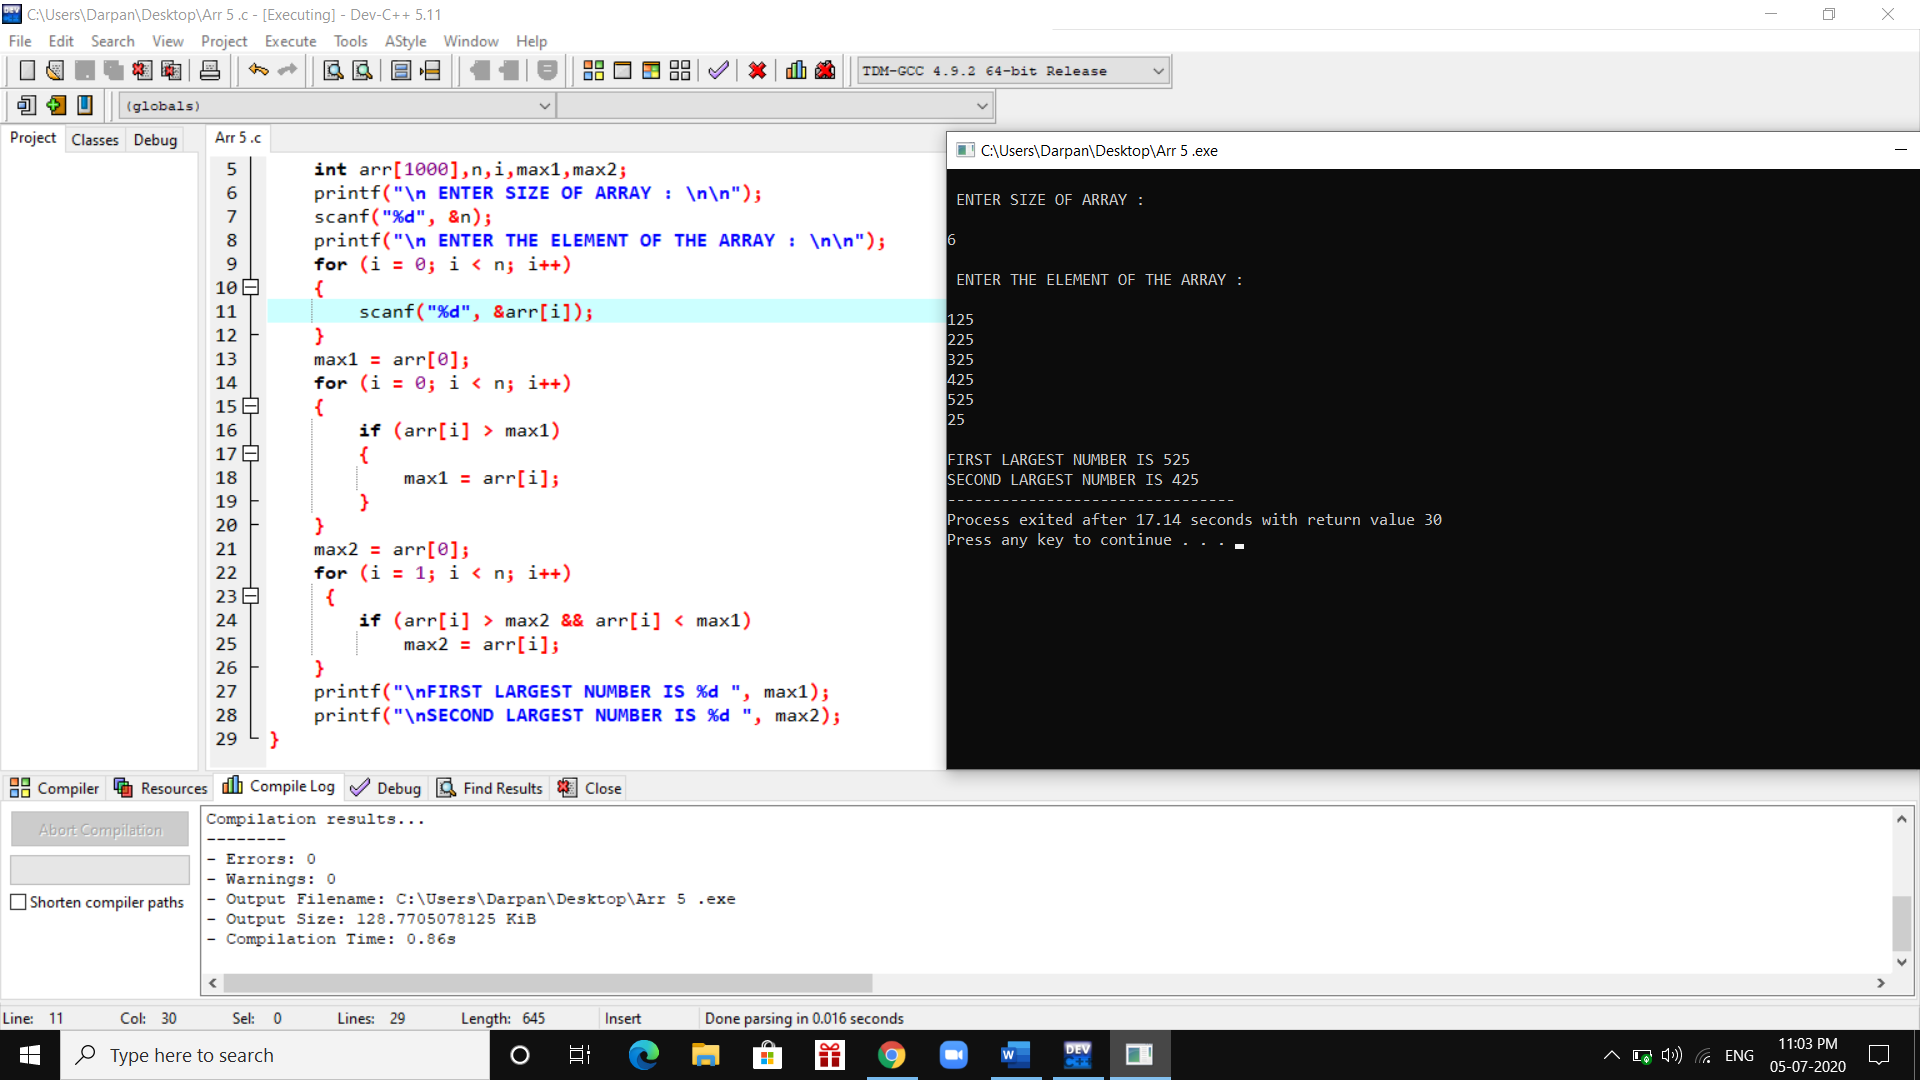 C:\Users\Darpan\Desktop\Arr 5 .c - [Executing] - Dev-C++ 5.11
File Edit Search View Project Execute Tools AStyle Window Help
TDM-GCC 4.9.2 64-bit Release
(globals)
Project Classes Debug
Arr 5 .c
5 int arr[1000],n,i,max1,max2;
6 printf("\n ENTER SIZE OF ARRAY : \n\n");
7 scanf("%d", &n);
8 printf("\n ENTER THE ELEMENT OF THE ARRAY : \n\n");
9 for (i = 0; i < n; i++)
10 {
11 scanf("%d", &arr[i]);
12 }
13 max1 = arr[0];
14 for (i = 0; i < n; i++)
15 {
16 if (arr[i] > max1)
17 {
18 max1 = arr[i];
19 }
20 }
21 max2 = arr[0];
22 for (i = 1; i < n; i++)
23 {
24 if (arr[i] > max2 && arr[i] < max1)
25 max2 = arr[i];
26 }
27 printf("\nFIRST LARGEST NUMBER IS %d ", max1);
28 printf("\nSECOND LARGEST NUMBER IS %d ", max2);
29 }
C:\Users\Darpan\Desktop\Arr 5 .exe
ENTER SIZE OF ARRAY :
6
ENTER THE ELEMENT OF THE ARRAY :
125
225
325
425
525
25
FIRST LARGEST NUMBER IS 525
SECOND LARGEST NUMBER IS 425
--------------------------------
Process exited after 17.14 seconds with return value 30
Press any key to continue . . .
Compiler Resources Compile Log Debug Find Results Close
Abort Compilation
Shorten compiler paths
Compilation results...
--------
- Errors: 0
- Warnings: 0
- Output Filename: C:\Users\Darpan\Desktop\Arr 5 .exe
- Output Size: 128.7705078125 KiB
- Compilation Time: 0.86s
Line: 11 Col: 30 Sel: 0 Lines: 29 Length: 645 Insert Done parsing in 0.016 seconds
Type here to search
DEV C++
ENG
11:03 PM
05-07-2020